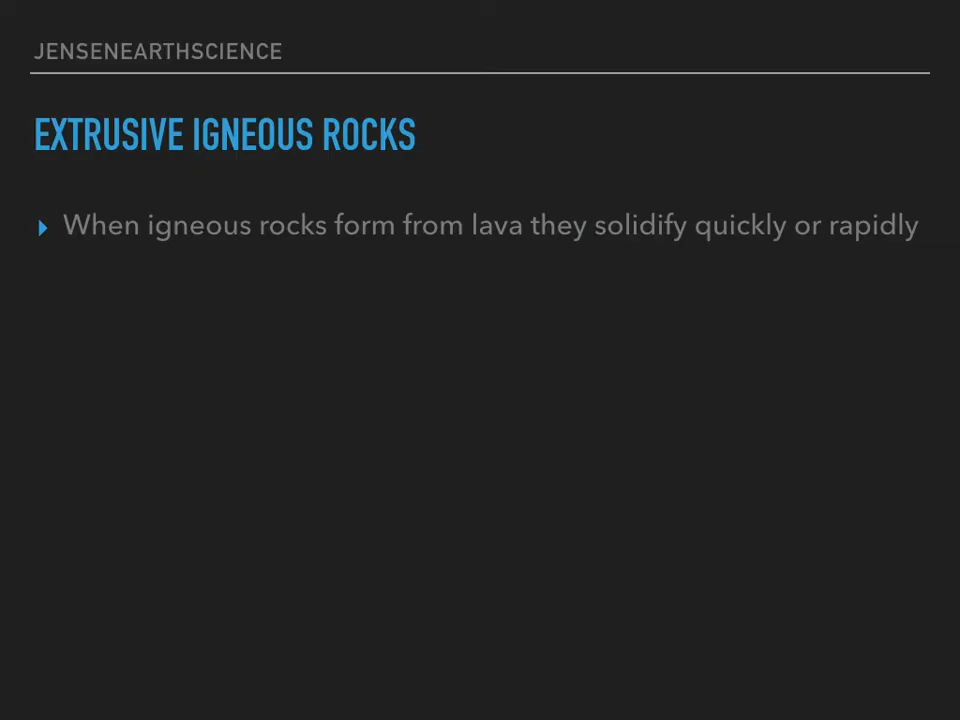 JENSENEARTHSCIENCE
EXTRUSIVE IGNEOUS ROCKS
▸ When igneous rocks form from lava they solidify quickly or rapidly